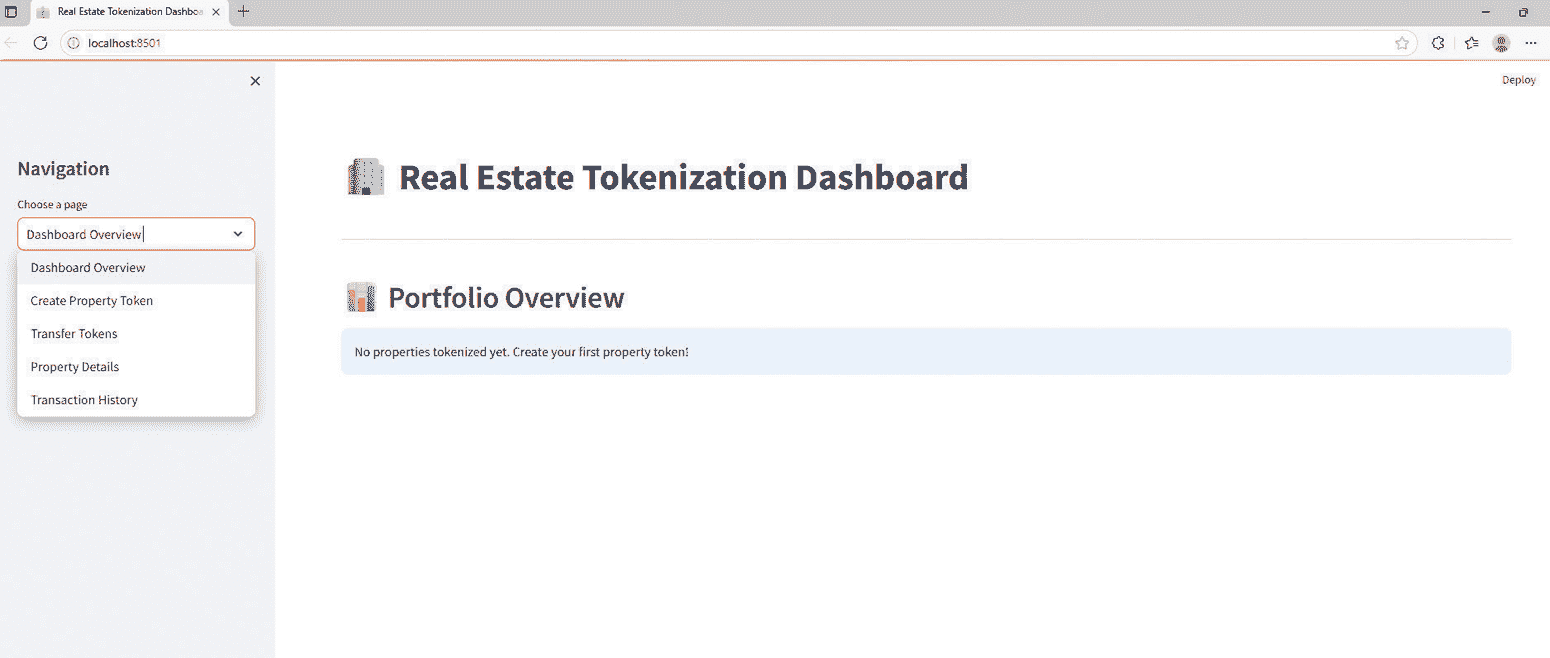 Real Estate Tokenization Dashbo
localhost:8501
Deploy
Navigation
Choose a page
Dashboard Overview
Dashboard Overview
Create Property Token
Transfer Tokens
Property Details
Transaction History
Real Estate Tokenization Dashboard
Portfolio Overview
No properties tokenized yet. Create your first property token!